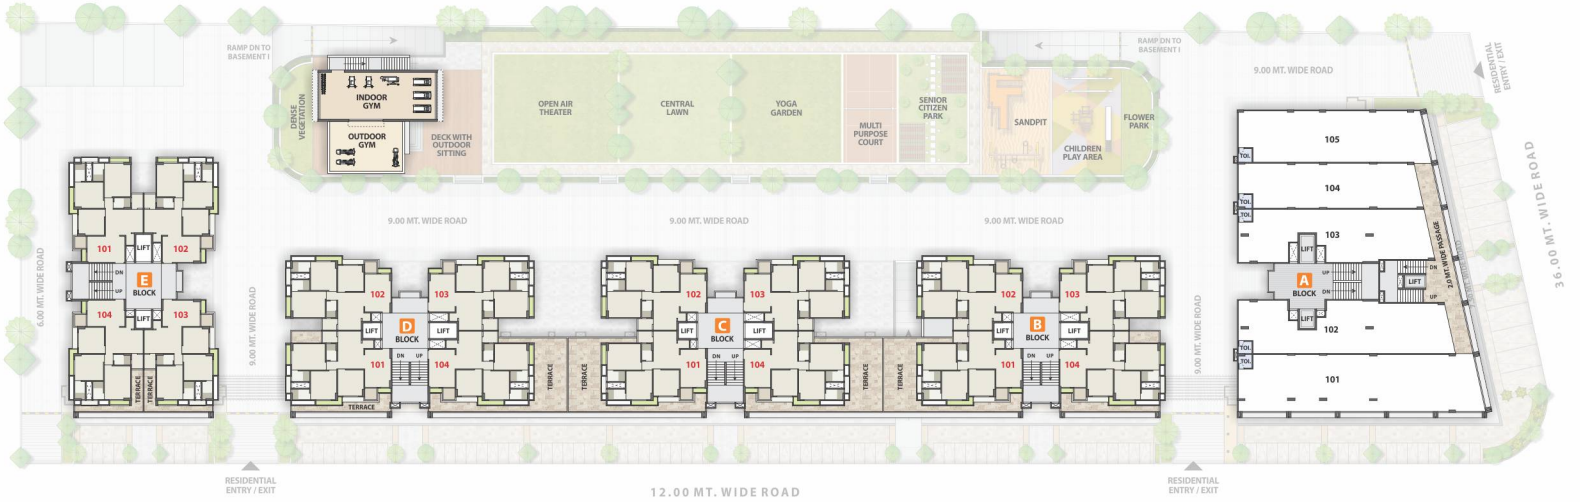 RAMP DN TO
BASEMENT I
RAMP DN TO
BASEMENT I
RESIDENTIAL
ENTRY / EXIT
9.00 MT. WIDE ROAD
DENSE
VEGETATION
INDOOR
GYM
OUTDOOR
GYM
DECK WITH
OUTDOOR
SITTING
OPEN AIR
THEATER
CENTRAL
LAWN
YOGA
GARDEN
MULTI
PURPOSE
COURT
SENIOR
CITIZEN
PARK
SANDPIT
CHILDREN
PLAY AREA
FLOWER
PARK
9.00 MT. WIDE ROAD
9.00 MT. WIDE ROAD
9.00 MT. WIDE ROAD
36.00 MT. WIDE ROAD
6.00 MT. WIDE ROAD
9.00 MT. WIDE ROAD
9.00 MT. WIDE ROAD
101
LIFT
102
DN
E
BLOCK
UP
104
LIFT
103
TERRACE
TERRACE
102
103
LIFT
D
BLOCK
LIFT
101
DN
UP
104
TERRACE
TERRACE
TERRACE
102
103
LIFT
C
BLOCK
LIFT
101
DN
UP
104
TERRACE
TERRACE
102
103
LIFT
B
BLOCK
LIFT
101
DN
UP
104
105
TOI.
104
TOI.
TOI.
103
LIFT
2.0 MT. WIDE PASSAGE
A
BLOCK
UP
DN
DN
LIFT
UP
LIFT
102
TOI.
TOI.
101
RESIDENTIAL
ENTRY / EXIT
12.00 MT. WIDE ROAD
RESIDENTIAL
ENTRY / EXIT